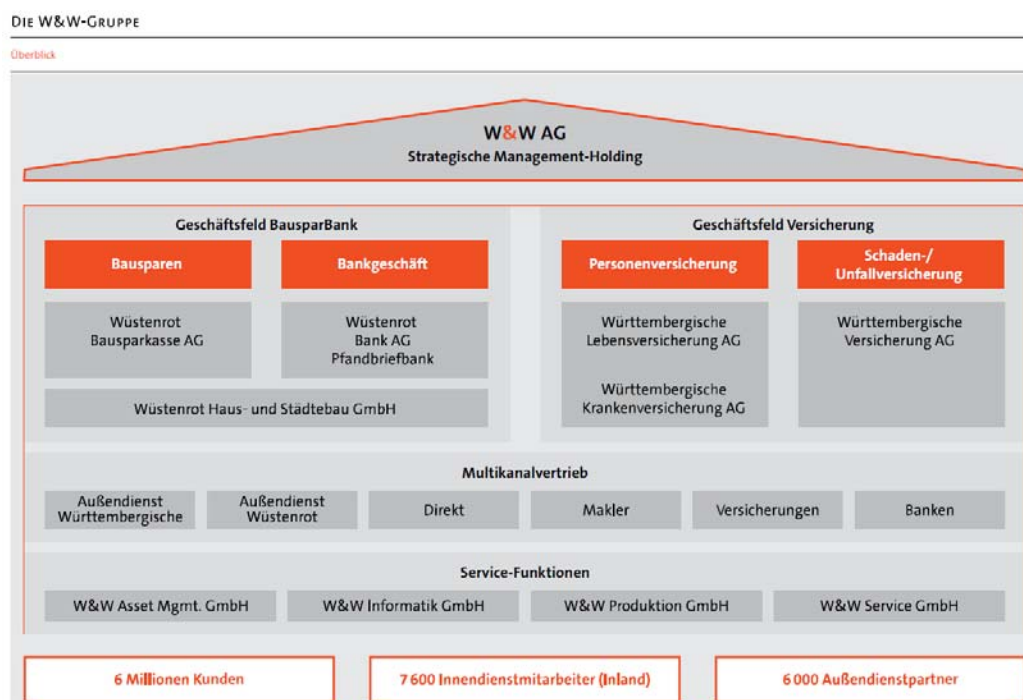 DIE W&W-GRUPPE
Überblick
W&W AG
Strategische Management-Holding
Geschäftsfeld BausparBank
Bausparen
Bankgeschäft
Wüstenrot
Bausparkasse AG
Wüstenrot
Bank AG
Pfandbriefbank
Wüstenrot Haus- und Städtebau GmbH
Geschäftsfeld Versicherung
Personenversicherung
Schaden-/
Unfallversicherung
Württembergische
Lebensversicherung AG
Württembergische
Krankenversicherung AG
Württembergische
Versicherung AG
Multikanalvertrieb
Außendienst
Württembergische
Außendienst
Wüstenrot
Direkt
Makler
Versicherungen
Banken
Service-Funktionen
W&W Asset Mgmt. GmbH
W&W Informatik GmbH
W&W Produktion GmbH
W&W Service GmbH
6 Millionen Kunden
7 600 Innendienstmitarbeiter (Inland)
6 000 Außendienstpartner